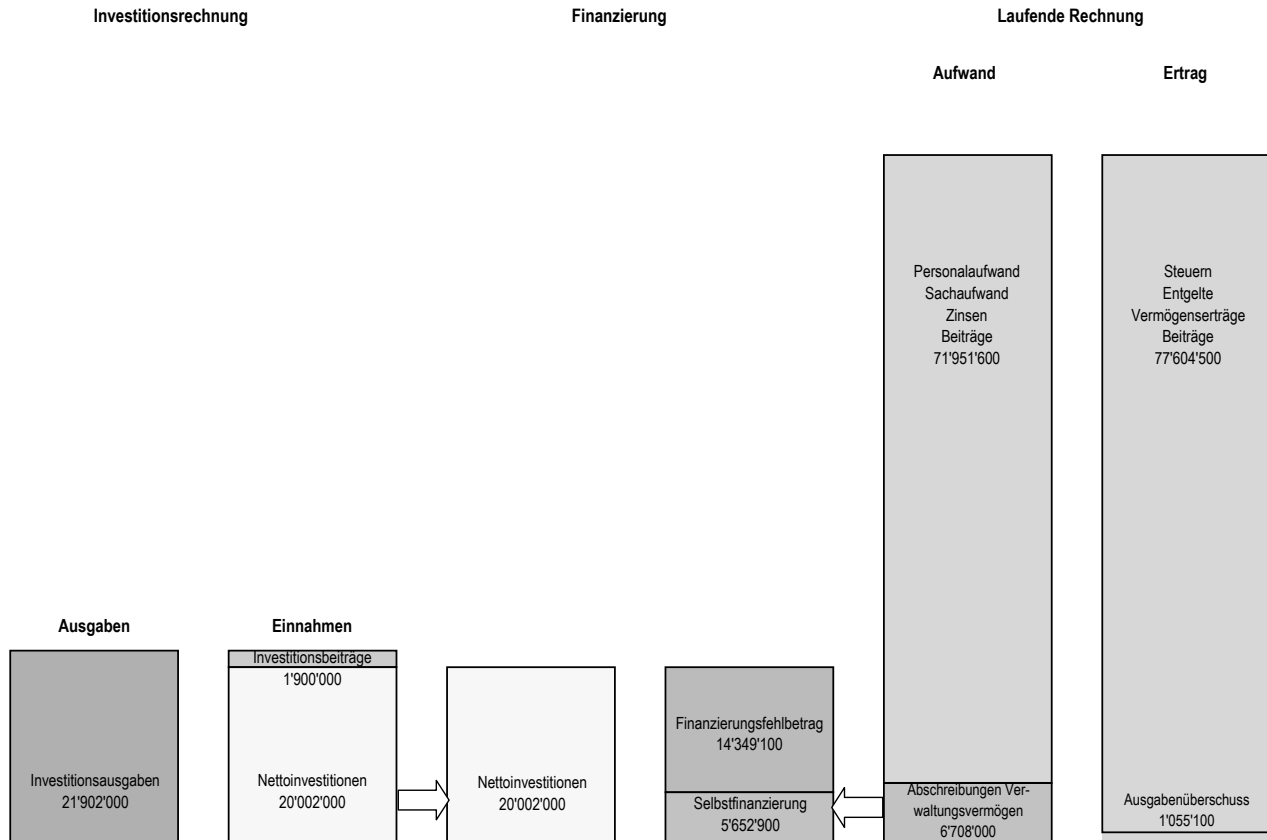 Investitionsrechnung
Finanzierung
Laufende Rechnung
Aufwand
Ertrag
Personalaufwand
Sachaufwand
Zinsen
Beiträge
71'951'600
Steuern
Entgelte
Vermögenserträge
Beiträge
77'604'500
Ausgaben
Einnahmen
Investitionsausgaben
21'902'000
Investitionsbeiträge
1'900'000
Nettoinvestitionen
20'002'000
Nettoinvestitionen
20'002'000
Finanzierungsfehlbetrag
14'349'100
Selbstfinanzierung
5'652'900
Abschreibungen Ver-
waltungsvermögen
6'708'000
Ausgabenüberschuss
1'055'100